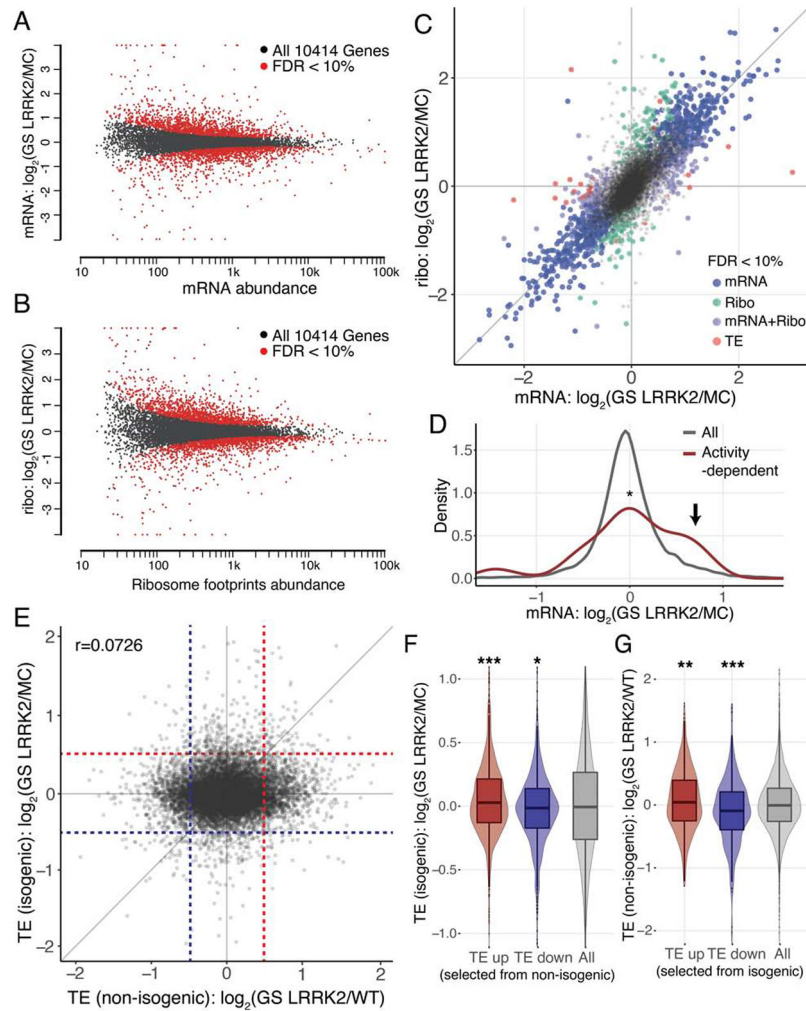 A
mRNA: log2(GS LRRK2/MC)
3
2
1
0
-1
-2
-3
All 10414 Genes
FDR < 10%
10 100 1k 10k 100k
mRNA abundance
B
ribo: log2(GS LRRK2/MC)
3
2
1
0
-1
-2
-3
All 10414 Genes
FDR < 10%
10 100 1k 10k 100k
Ribosome footprints abundance
C
ribo: log2(GS LRRK2/MC)
2
0
−2
FDR < 10%
mRNA
Ribo
mRNA+Ribo
TE
−2 0 2
mRNA: log2(GS LRRK2/MC)
D
Density
1.5
1.0
0.5
0.0
All
Activity
-dependent
*
−1 0 1
mRNA: log2(GS LRRK2/MC)
E
TE (isogenic): log2(GS LRRK2/MC)
r=0.0726
2
1
0
−1
−2
−2 −1 0 1 2
TE (non-isogenic): log2(GS LRRK2/WT)
F
TE (isogenic): log2(GS LRRK2/MC)
*** *
1.0
0.5
0.0
−0.5
−1.0
TE up TE down All
(selected from non-isogenic)
G
TE (non-isogenic): log2(GS LRRK2/WT)
** ***
2
1
0
−1
−2
TE up TE down All
(selected from isogenic)